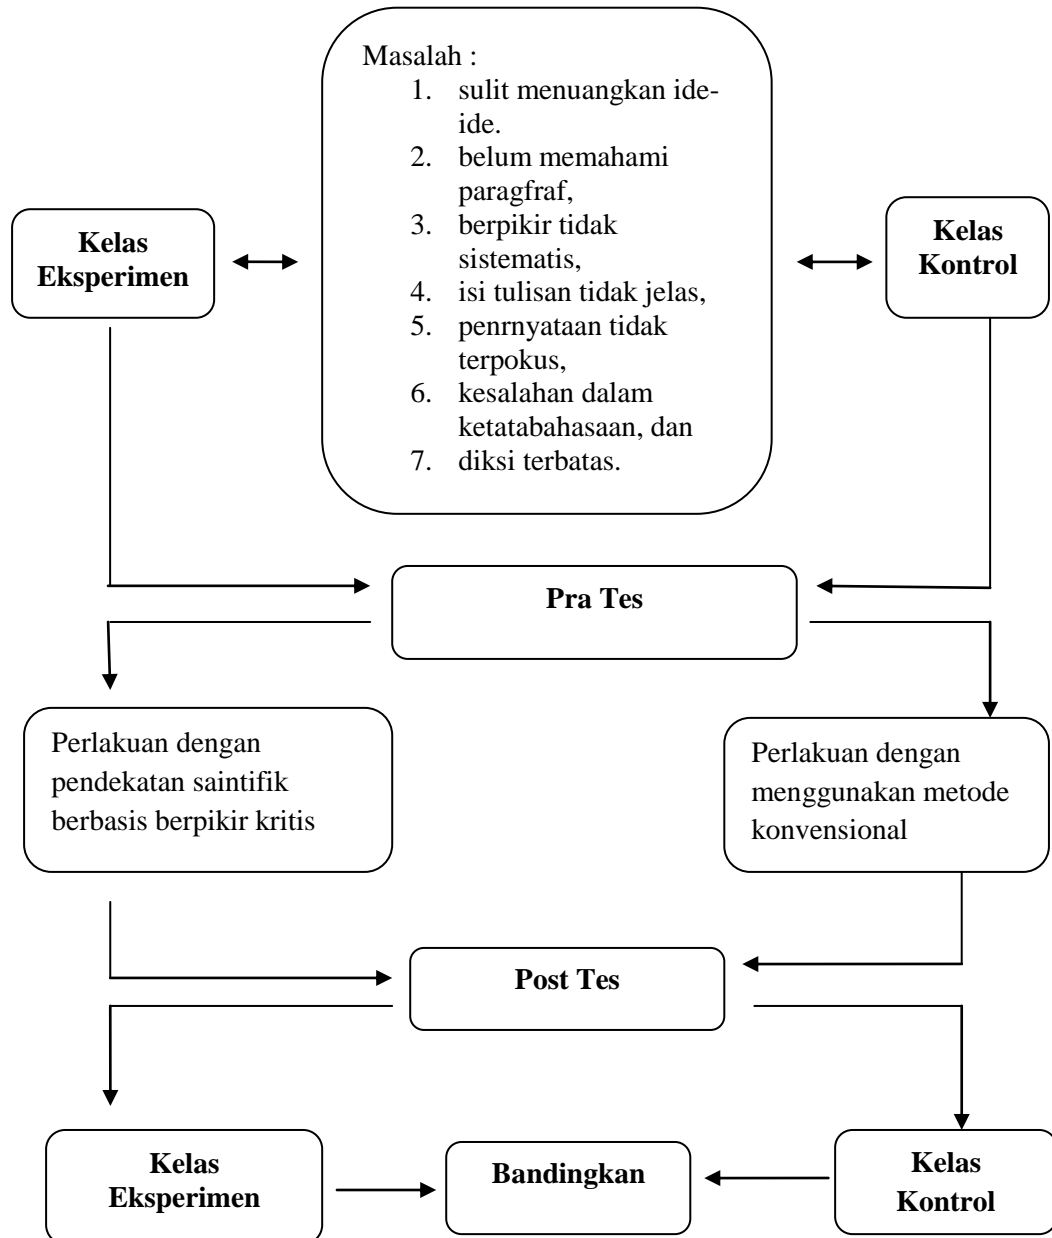 Masalah :
1. sulit menuangkan ide-
ide.
2. belum memahami
paragfraf,
3. berpikir tidak
sistematis,
4. isi tulisan tidak jelas,
5. penrnyataan tidak
terpokus,
6. kesalahan dalam
ketatabahasaan, dan
7. diksi terbatas.
Kelas
Eksperimen
Kelas
Kontrol
Pra Tes
Perlakuan dengan
pendekatan saintifik
berbasis berpikir kritis
Perlakuan dengan
menggunakan metode
konvensional
Post Tes
Kelas
Eksperimen
Bandingkan
Kelas
Kontrol